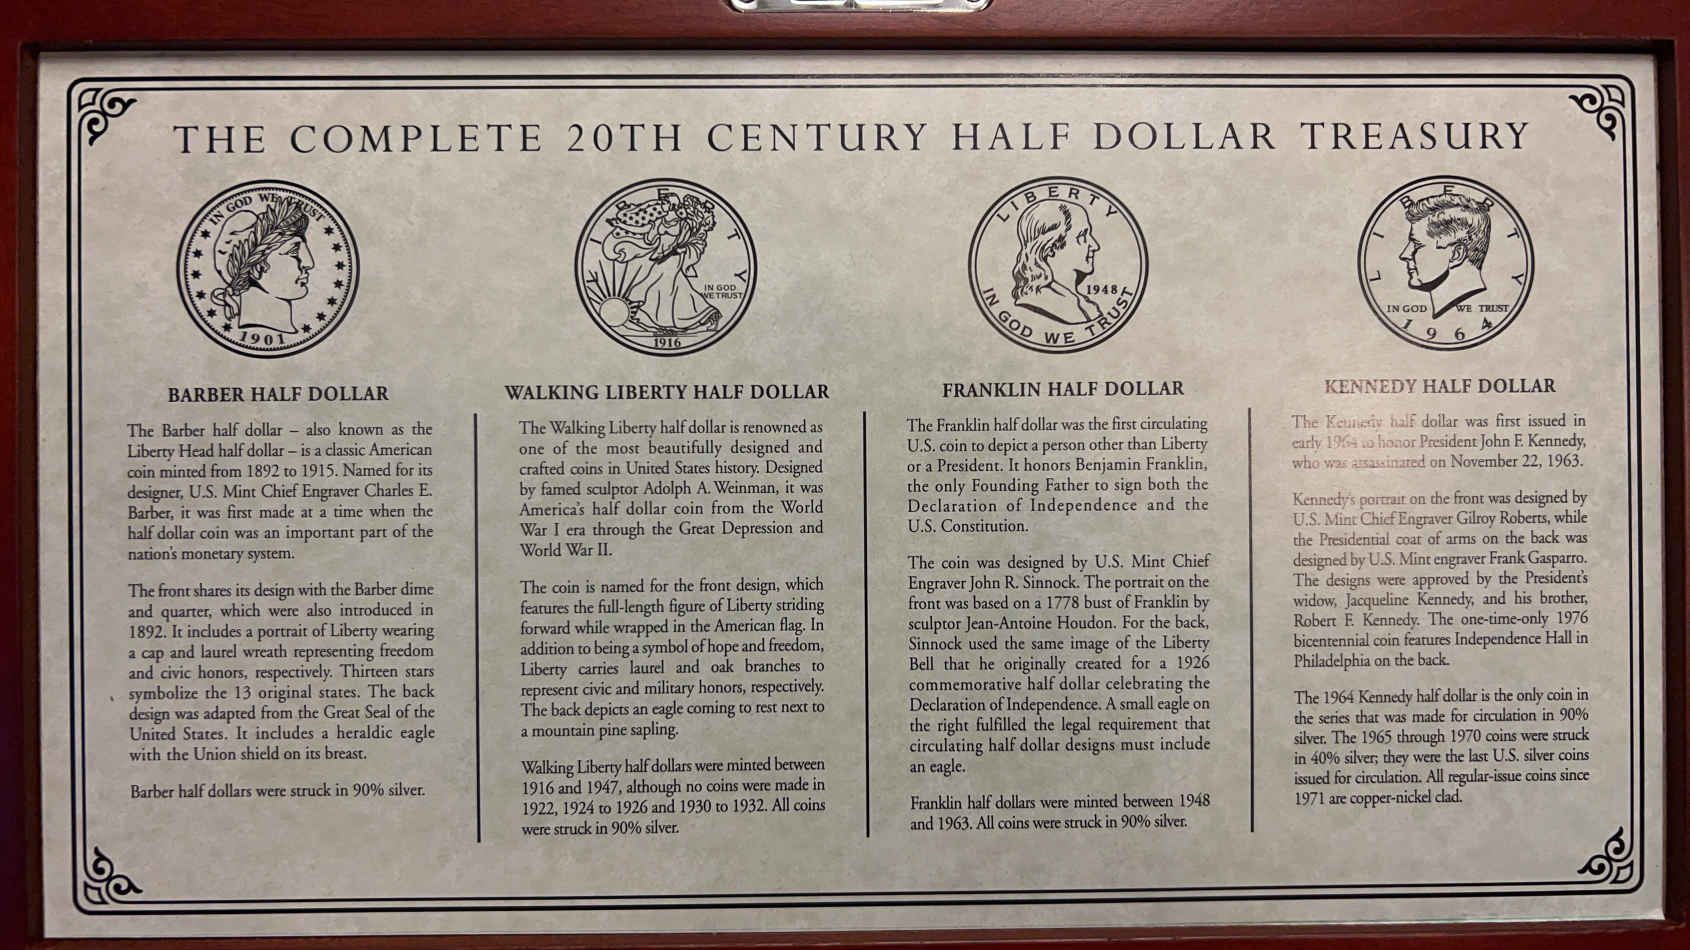 THE COMPLETE 20TH CENTURY HALF DOLLAR TREASURY
IN GOD WE TRUST
1901
BARBER HALF DOLLAR
The Barber half dollar – also known as the
Liberty Head half dollar – is a classic American
coin minted from 1892 to 1915. Named for its
designer, U.S. Mint Chief Engraver Charles E.
Barber, it was first made at a time when the
half dollar coin was an important part of the
nation's monetary system.
The front shares its design with the Barber dime
and quarter, which were also introduced in
1892. It includes a portrait of Liberty wearing
a cap and laurel wreath representing freedom
and civic honors, respectively. Thirteen stars
symbolize the 13 original states. The back
design was adapted from the Great Seal of the
United States. It includes a heraldic eagle
with the Union shield on its breast.
Barber half dollars were struck in 90% silver.
LIBERTY
IN GOD
WE TRUST
1916
WALKING LIBERTY HALF DOLLAR
The Walking Liberty half dollar is renowned as
one of the most beautifully designed and
crafted coins in United States history. Designed
by famed sculptor Adolph A. Weinman, it was
America's half dollar coin from the World
War I era through the Great Depression and
World War II.
The coin is named for the front design, which
features the full-length figure of Liberty striding
forward while wrapped in the American flag. In
addition to being a symbol of hope and freedom,
Liberty carries laurel and oak branches to
represent civic and military honors, respectively.
The back depicts an eagle coming to rest next to
a mountain pine sapling.
Walking Liberty half dollars were minted between
1916 and 1947, although no coins were made in
1922, 1924 to 1926 and 1930 to 1932. All coins
were struck in 90% silver.
LIBERTY
1948
IN GOD WE TRUST
FRANKLIN HALF DOLLAR
The Franklin half dollar was the first circulating
U.S. coin to depict a person other than Liberty
or a President. It honors Benjamin Franklin,
the only Founding Father to sign both the
Declaration of Independence and the
U.S. Constitution.
The coin was designed by U.S. Mint Chief
Engraver John R. Sinnock. The portrait on the
front was based on a 1778 bust of Franklin by
sculptor Jean-Antoine Houdon. For the back,
Sinnock used the same image of the Liberty
Bell that he originally created for a 1926
commemorative half dollar celebrating the
Declaration of Independence. A small eagle on
the right fulfilled the legal requirement that
circulating half dollar designs must include
an eagle.
Franklin half dollars were minted between 1948
and 1963. All coins were struck in 90% silver.
LIBERTY
IN GOD WE TRUST
1964
KENNEDY HALF DOLLAR
The Kennedy half dollar was first issued in
early 1964 to honor President John F. Kennedy,
who was assassinated on November 22, 1963.
Kennedy's portrait on the front was designed by
U.S. Mint Chief Engraver Gilroy Roberts, while
the Presidential coat of arms on the back was
designed by U.S. Mint engraver Frank Gasparro.
The designs were approved by the President's
widow, Jacqueline Kennedy, and his brother,
Robert F. Kennedy. The one-time-only 1976
bicentennial coin features Independence Hall in
Philadelphia on the back.
The 1964 Kennedy half dollar is the only coin in
the series that was made for circulation in 90%
silver. The 1965 through 1970 coins were struck
in 40% silver; they were the last U.S. silver coins
issued for circulation. All regular-issue coins since
1971 are copper-nickel clad.